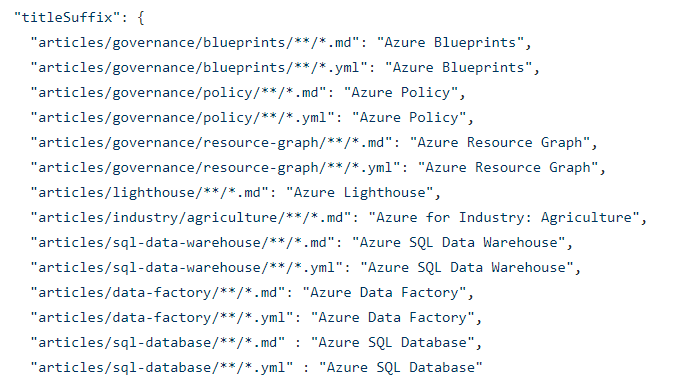 "titleSuffix": {
"articles/governance/blueprints/**/*.md": "Azure Blueprints",
"articles/governance/blueprints/**/*.yml": "Azure Blueprints",
"articles/governance/policy/**/*.md": "Azure Policy",
"articles/governance/policy/**/*.yml": "Azure Policy",
"articles/governance/resource-graph/**/*.md": "Azure Resource Graph",
"articles/governance/resource-graph/**/*.yml": "Azure Resource Graph",
"articles/lighthouse/**/*.md": "Azure Lighthouse",
"articles/industry/agriculture/**/*.md": "Azure for Industry: Agriculture",
"articles/sql-data-warehouse/**/*.md": "Azure SQL Data Warehouse",
"articles/sql-data-warehouse/**/*.yml": "Azure SQL Data Warehouse",
"articles/data-factory/**/*.md": "Azure Data Factory",
"articles/data-factory/**/*.yml": "Azure Data Factory",
"articles/sql-database/**/*.md" : "Azure SQL Database",
"articles/sql-database/**/*.yml" : "Azure SQL Database"